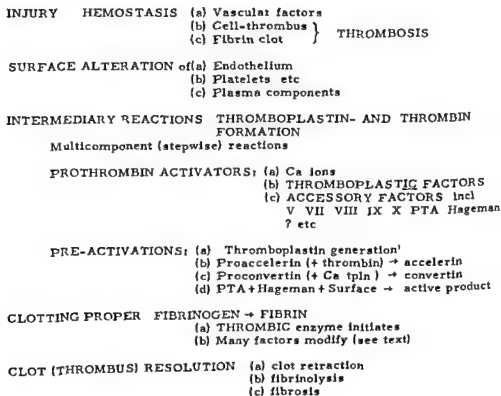 INJURY HEMOSTASIS (a) Vascular factors
(b) Cell-thrombus
(c) Fibrin clot } THROMBOSIS
SURFACE ALTERATION of (a) Endothelium
(b) Platelets etc
(c) Plasma components
INTERMEDIARY REACTIONS THROMBOPLASTIN- AND THROMBIN
FORMATION
Multicomponent (stepwise) reactions
PROTHROMBIN ACTIVATORS: (a) Ca ions
(b) THROMBOPLASTIC FACTORS
(c) ACCESSORY FACTORS incl
V VII VIII IX X PTA Hageman
? etc
PRE-ACTIVATIONS: (a) Thromboplastin generation'
(b) Proaccelerin (+ thrombin) → accelerin
(c) Proconvertin (+ Ca tpln ) → convertin
(d) PTA+Hageman+Surface → active product
CLOTTING PROPER FIBRINOGEN → FIBRIN
(a) THROMBIC enzyme initiates
(b) Many factors modify (see text)
CLOT (THROMBUS) RESOLUTION (a) clot retraction
(b) fibrinolysis
(c) fibrosis